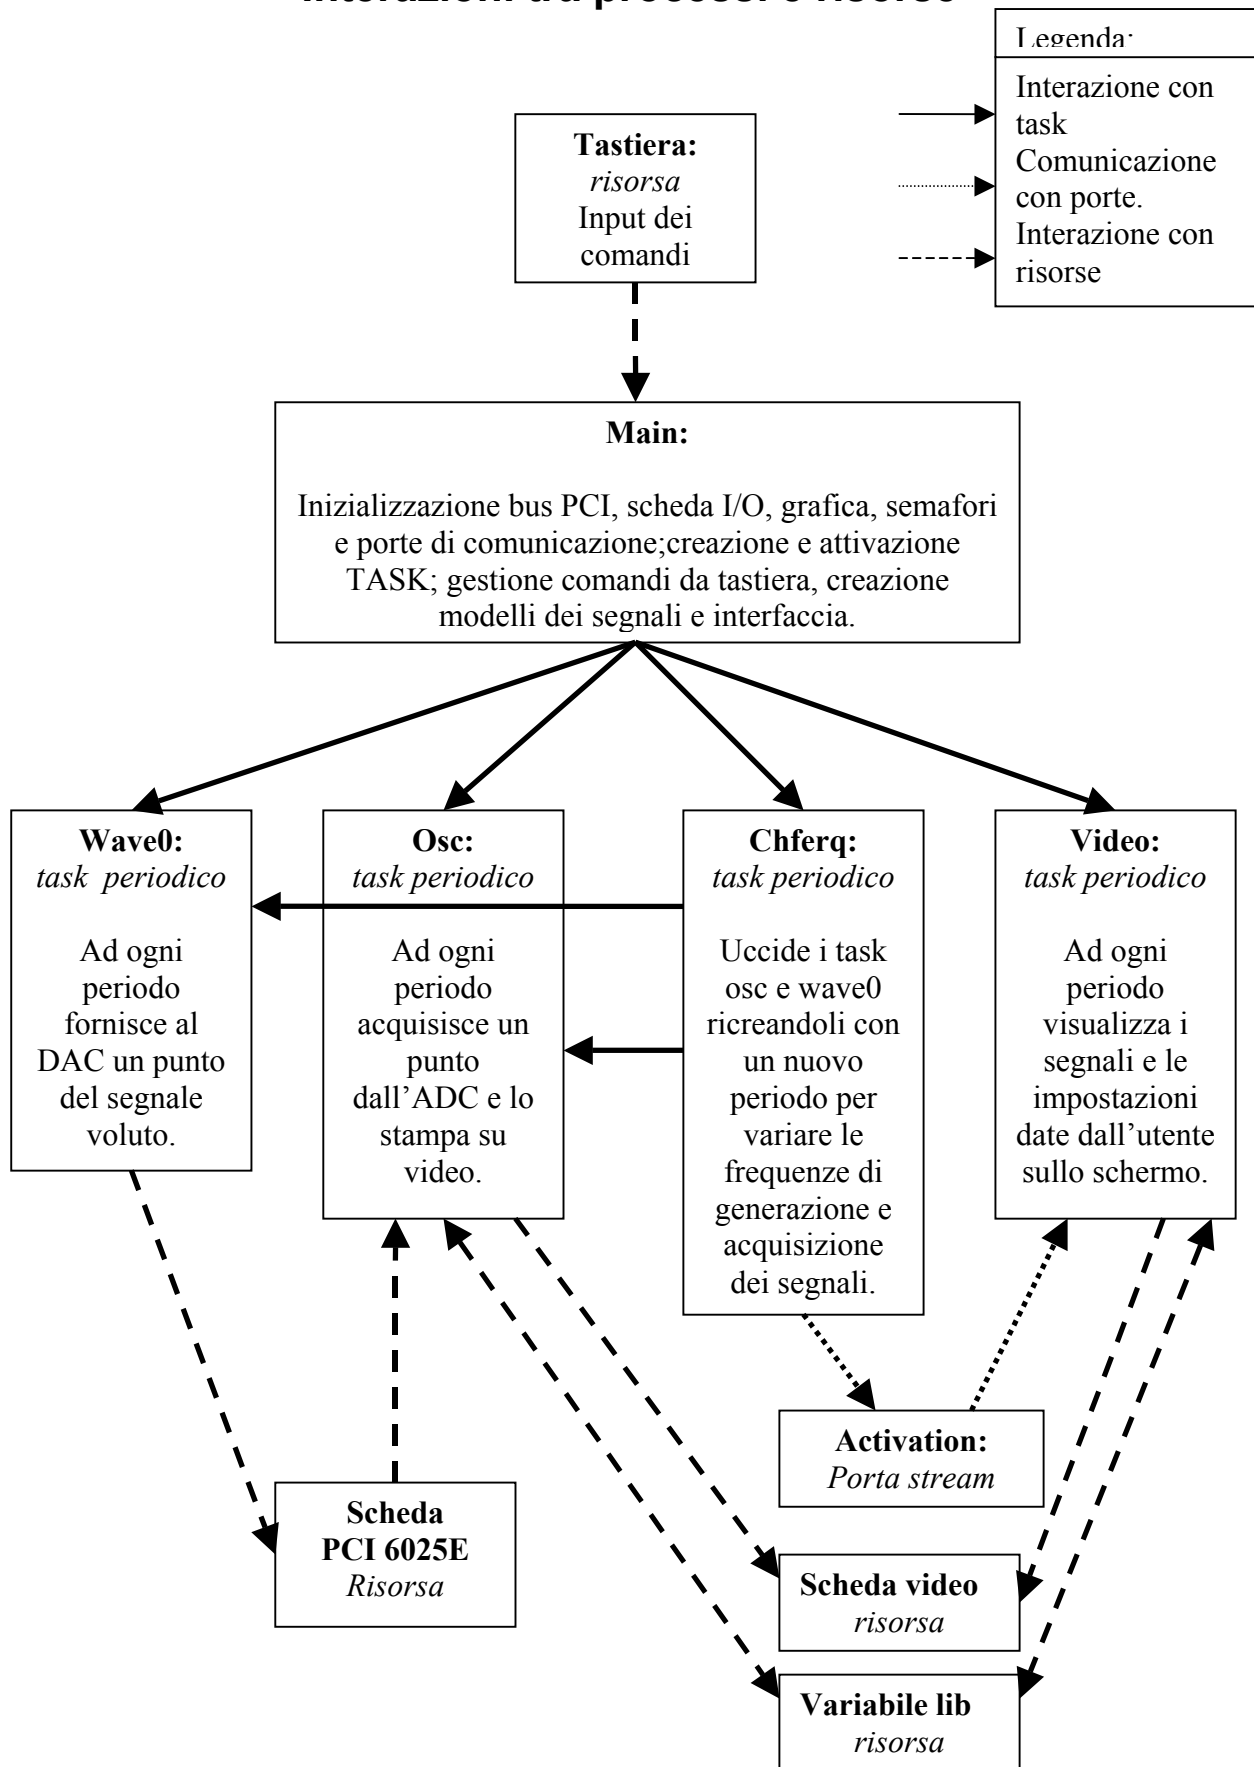 Interazioni tra processi e risorse
Legenda:
Interazione con
task
Comunicazione
con porte.
Interazione con
risorse
Tastiera:
risorsa
Input dei
comandi
Main:
Inizializzazione bus PCI, scheda I/O, grafica, semafori
e porte di comunicazione;creazione e attivazione
TASK; gestione comandi da tastiera, creazione
modelli dei segnali e interfaccia.
Wave0:
task periodico
Ad ogni
periodo
fornisce al
DAC un punto
del segnale
voluto.
Osc:
task periodico
Ad ogni
periodo
acquisisce un
punto
dall’ADC e lo
stampa su
video.
Chferq:
task periodico
Uccide i task
osc e wave0
ricreandoli con
un nuovo
periodo per
variare le
frequenze di
generazione e
acquisizione
dei segnali.
Video:
task periodico
Ad ogni
periodo
visualizza i
segnali e le
impostazioni
date dall’utente
sullo schermo.
Activation:
Porta stream
Scheda
PCI 6025E
Risorsa
Scheda video
risorsa
Variabile lib
risorsa